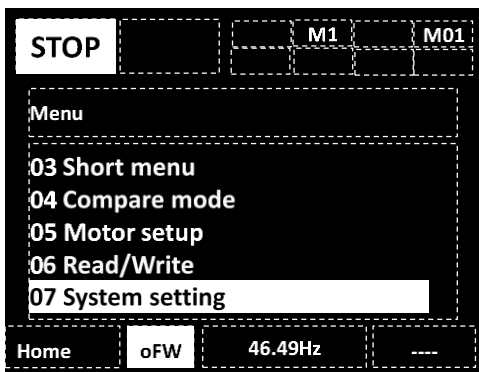 STOP M1 M01
Menu
03 Short menu
04 Compare mode
05 Motor setup
06 Read/Write
07 System setting
Home oFW 46.49Hz ----